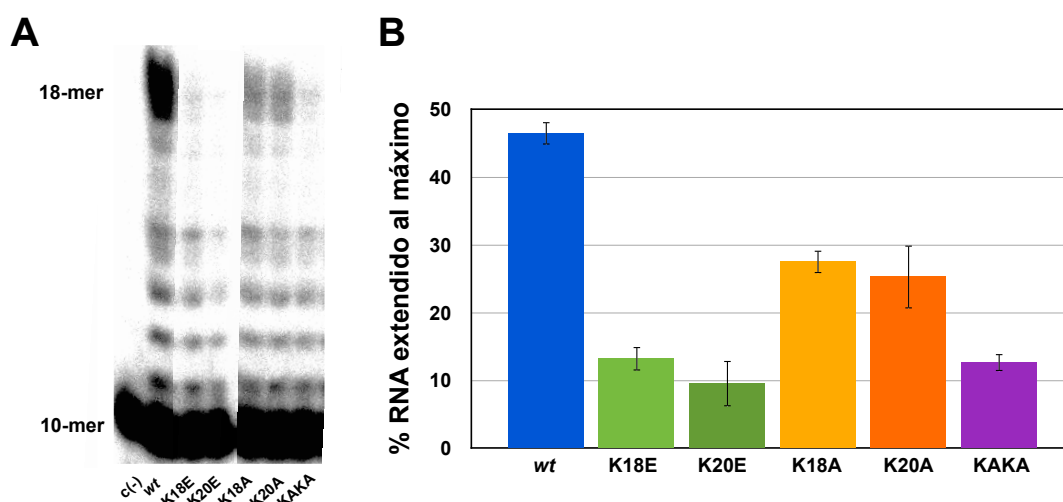 A
18-mer
10-mer
c(-) wt K18E K20E K18A K20A KAKA
B
% RNA extendido al máximo
50
40
30
20
10
0
wt K18E K20E K18A K20A KAKA